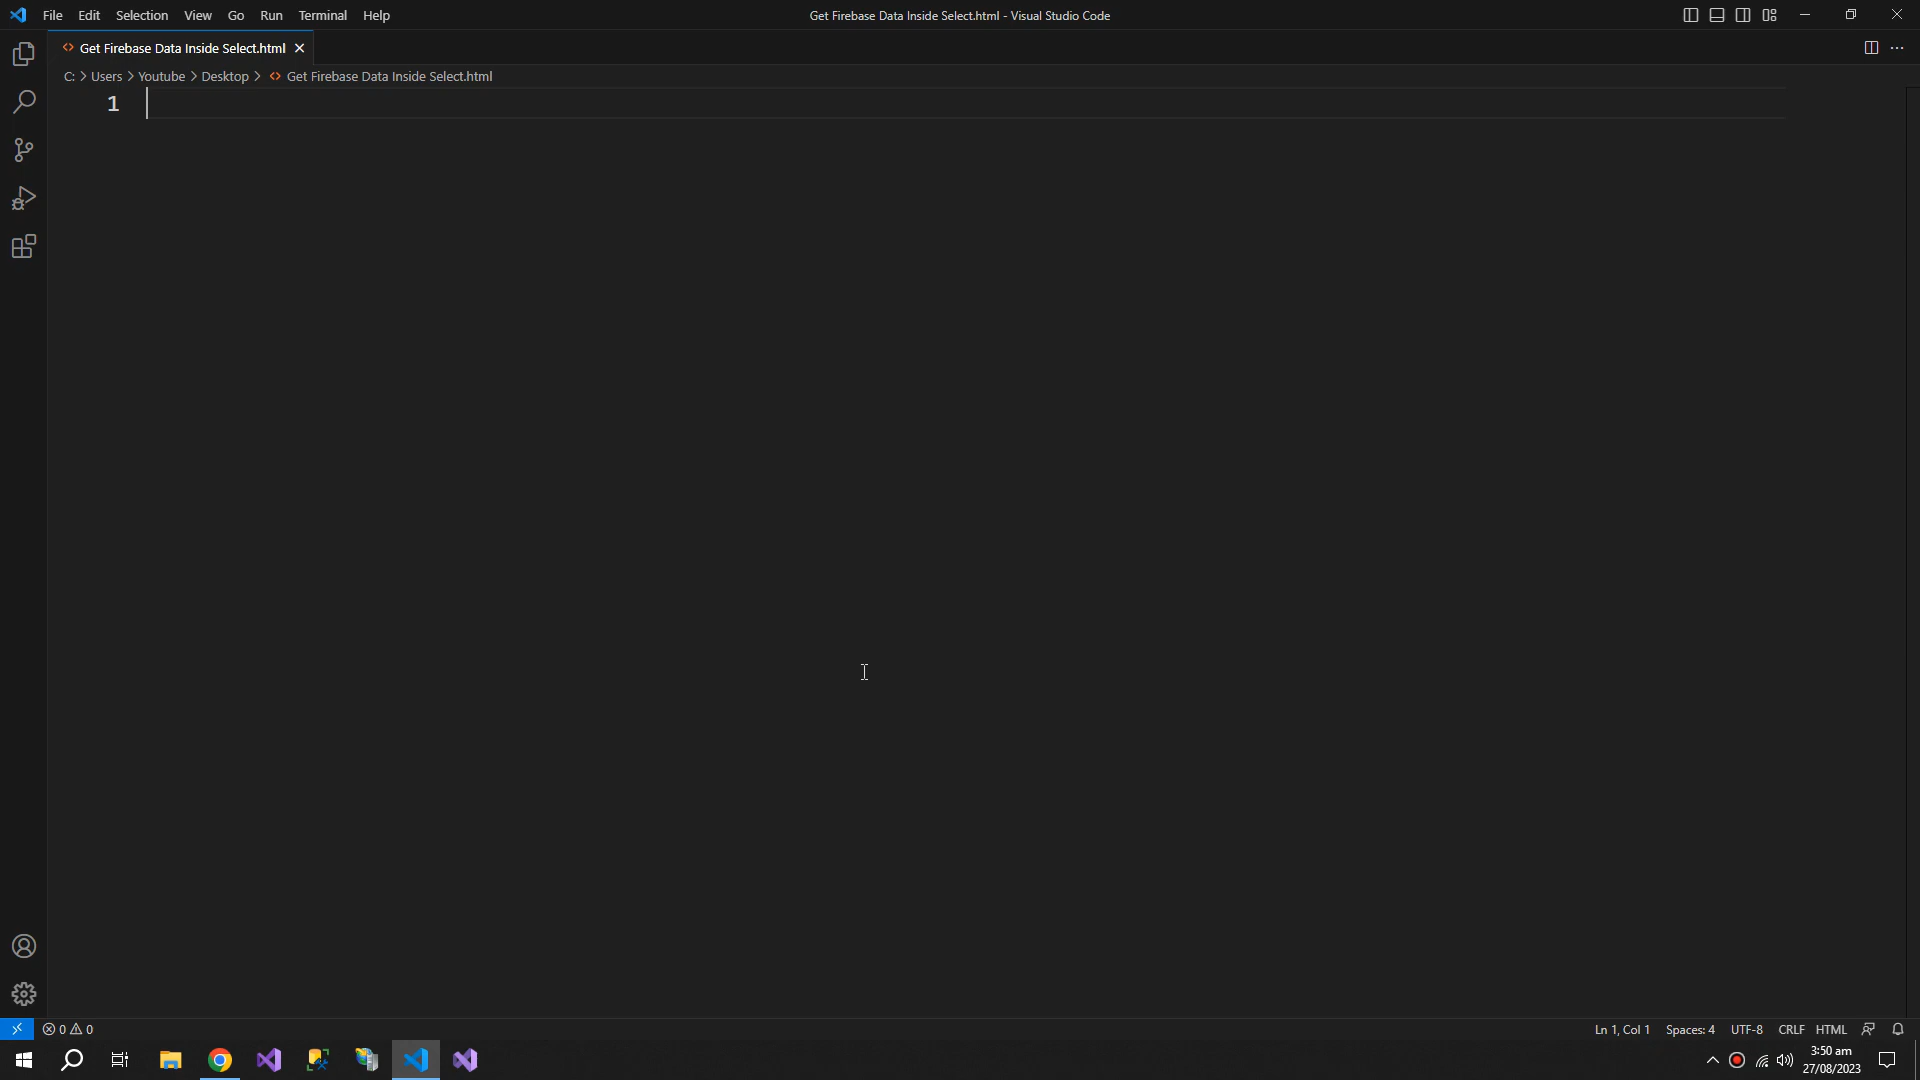 File Edit Selection View Go Run Terminal Help
Get Firebase Data Inside Select.html - Visual Studio Code
Get Firebase Data Inside Select.html
C: > Users > Youtube > Desktop > Get Firebase Data Inside Select.html
1
0 0
Ln 1, Col 1 Spaces: 4 UTF-8 CRLF HTML
3:50 am
27/08/2023